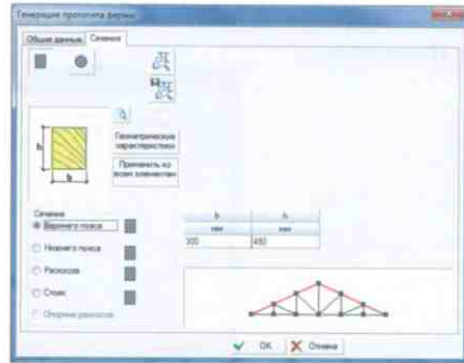 Генерация прототипа фермы
Общие данные Сечение
h
b
Геометрические характеристики
Применить ко всем элементам
Сечение
Верхнего пояса
Нижнего пояса
Раскосов
Стоек
Опорных раскосов
b h
мм мм
300 450
OK Отмена